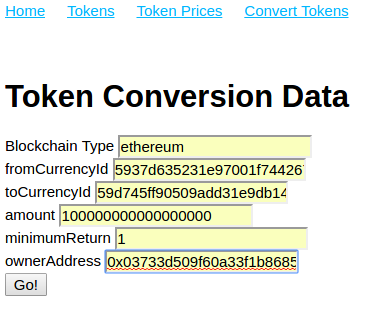 Home Tokens Token Prices Convert Tokens
Token Conversion Data
Blockchain Type ethereum
fromCurrencyId 5937d635231e97001f744267
toCurrencyId 59d745ff90509add31e9db14
amount 100000000000000000
minimumReturn 1
ownerAddress 0x03733d509f60a33f1b8685
Go!